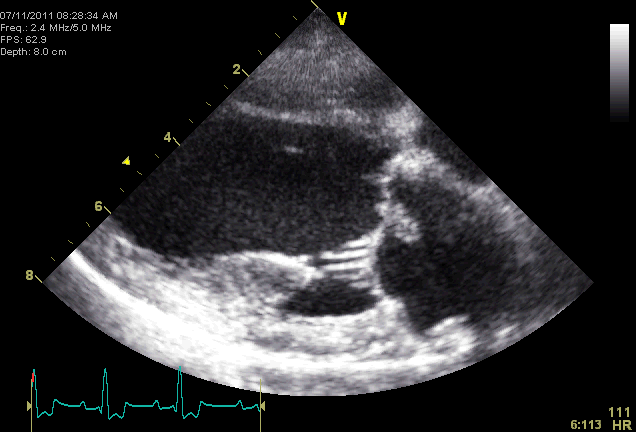 07/11/2011 08:28:34 AM
Freq.: 2.4 MHz/5.0 MHz
FPS: 62.9
Depth: 8.0 cm
V
2
4
6
8
111
6:113 HR